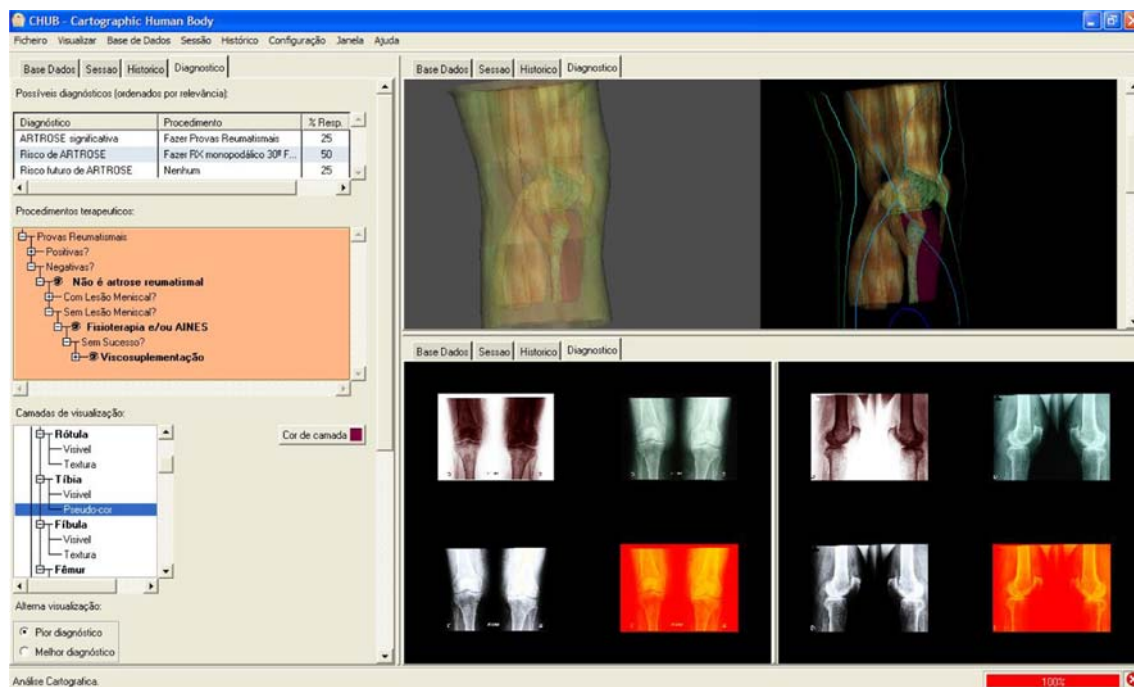 CHUB - Cartographic Human Body
Ficheiro Visualizar Base de Dados Sessão Histórico Configuração Janela Ajuda
Base Dados Sessao Historico Diagnostico
Possíveis diagnósticos (ordenados por relevância):
Diagnóstico Procedimento % Resp.
ARTROSE significativa Fazer Provas Reumatismais 25
Risco de ARTROSE Fazer RX monopodálico 30º F... 50
Risco futuro de ARTROSE Nenhum 25
Procedimentos terapeuticos:
Provas Reumatismais
Positivas?
Negativas?
Não é artrose reumatismal
Com Lesão Meniscal?
Sem Lesão Meniscal?
Fisioterapia e/ou AINES
Sem Sucesso?
Viscosuplementação
Camadas de visualização:
Rótula
Visivel
Textura
Tíbia
Visivel
Pseudo-cor
Fíbula
Visivel
Textura
Fêmur
Cor de camada
Alterna visualização:
Pior diagnóstico
Melhor diagnóstico
Base Dados Sessao Histórico Diagnostico
Base Dados Sessao Histórico Diagnostico
Análise Cartografica.
100%